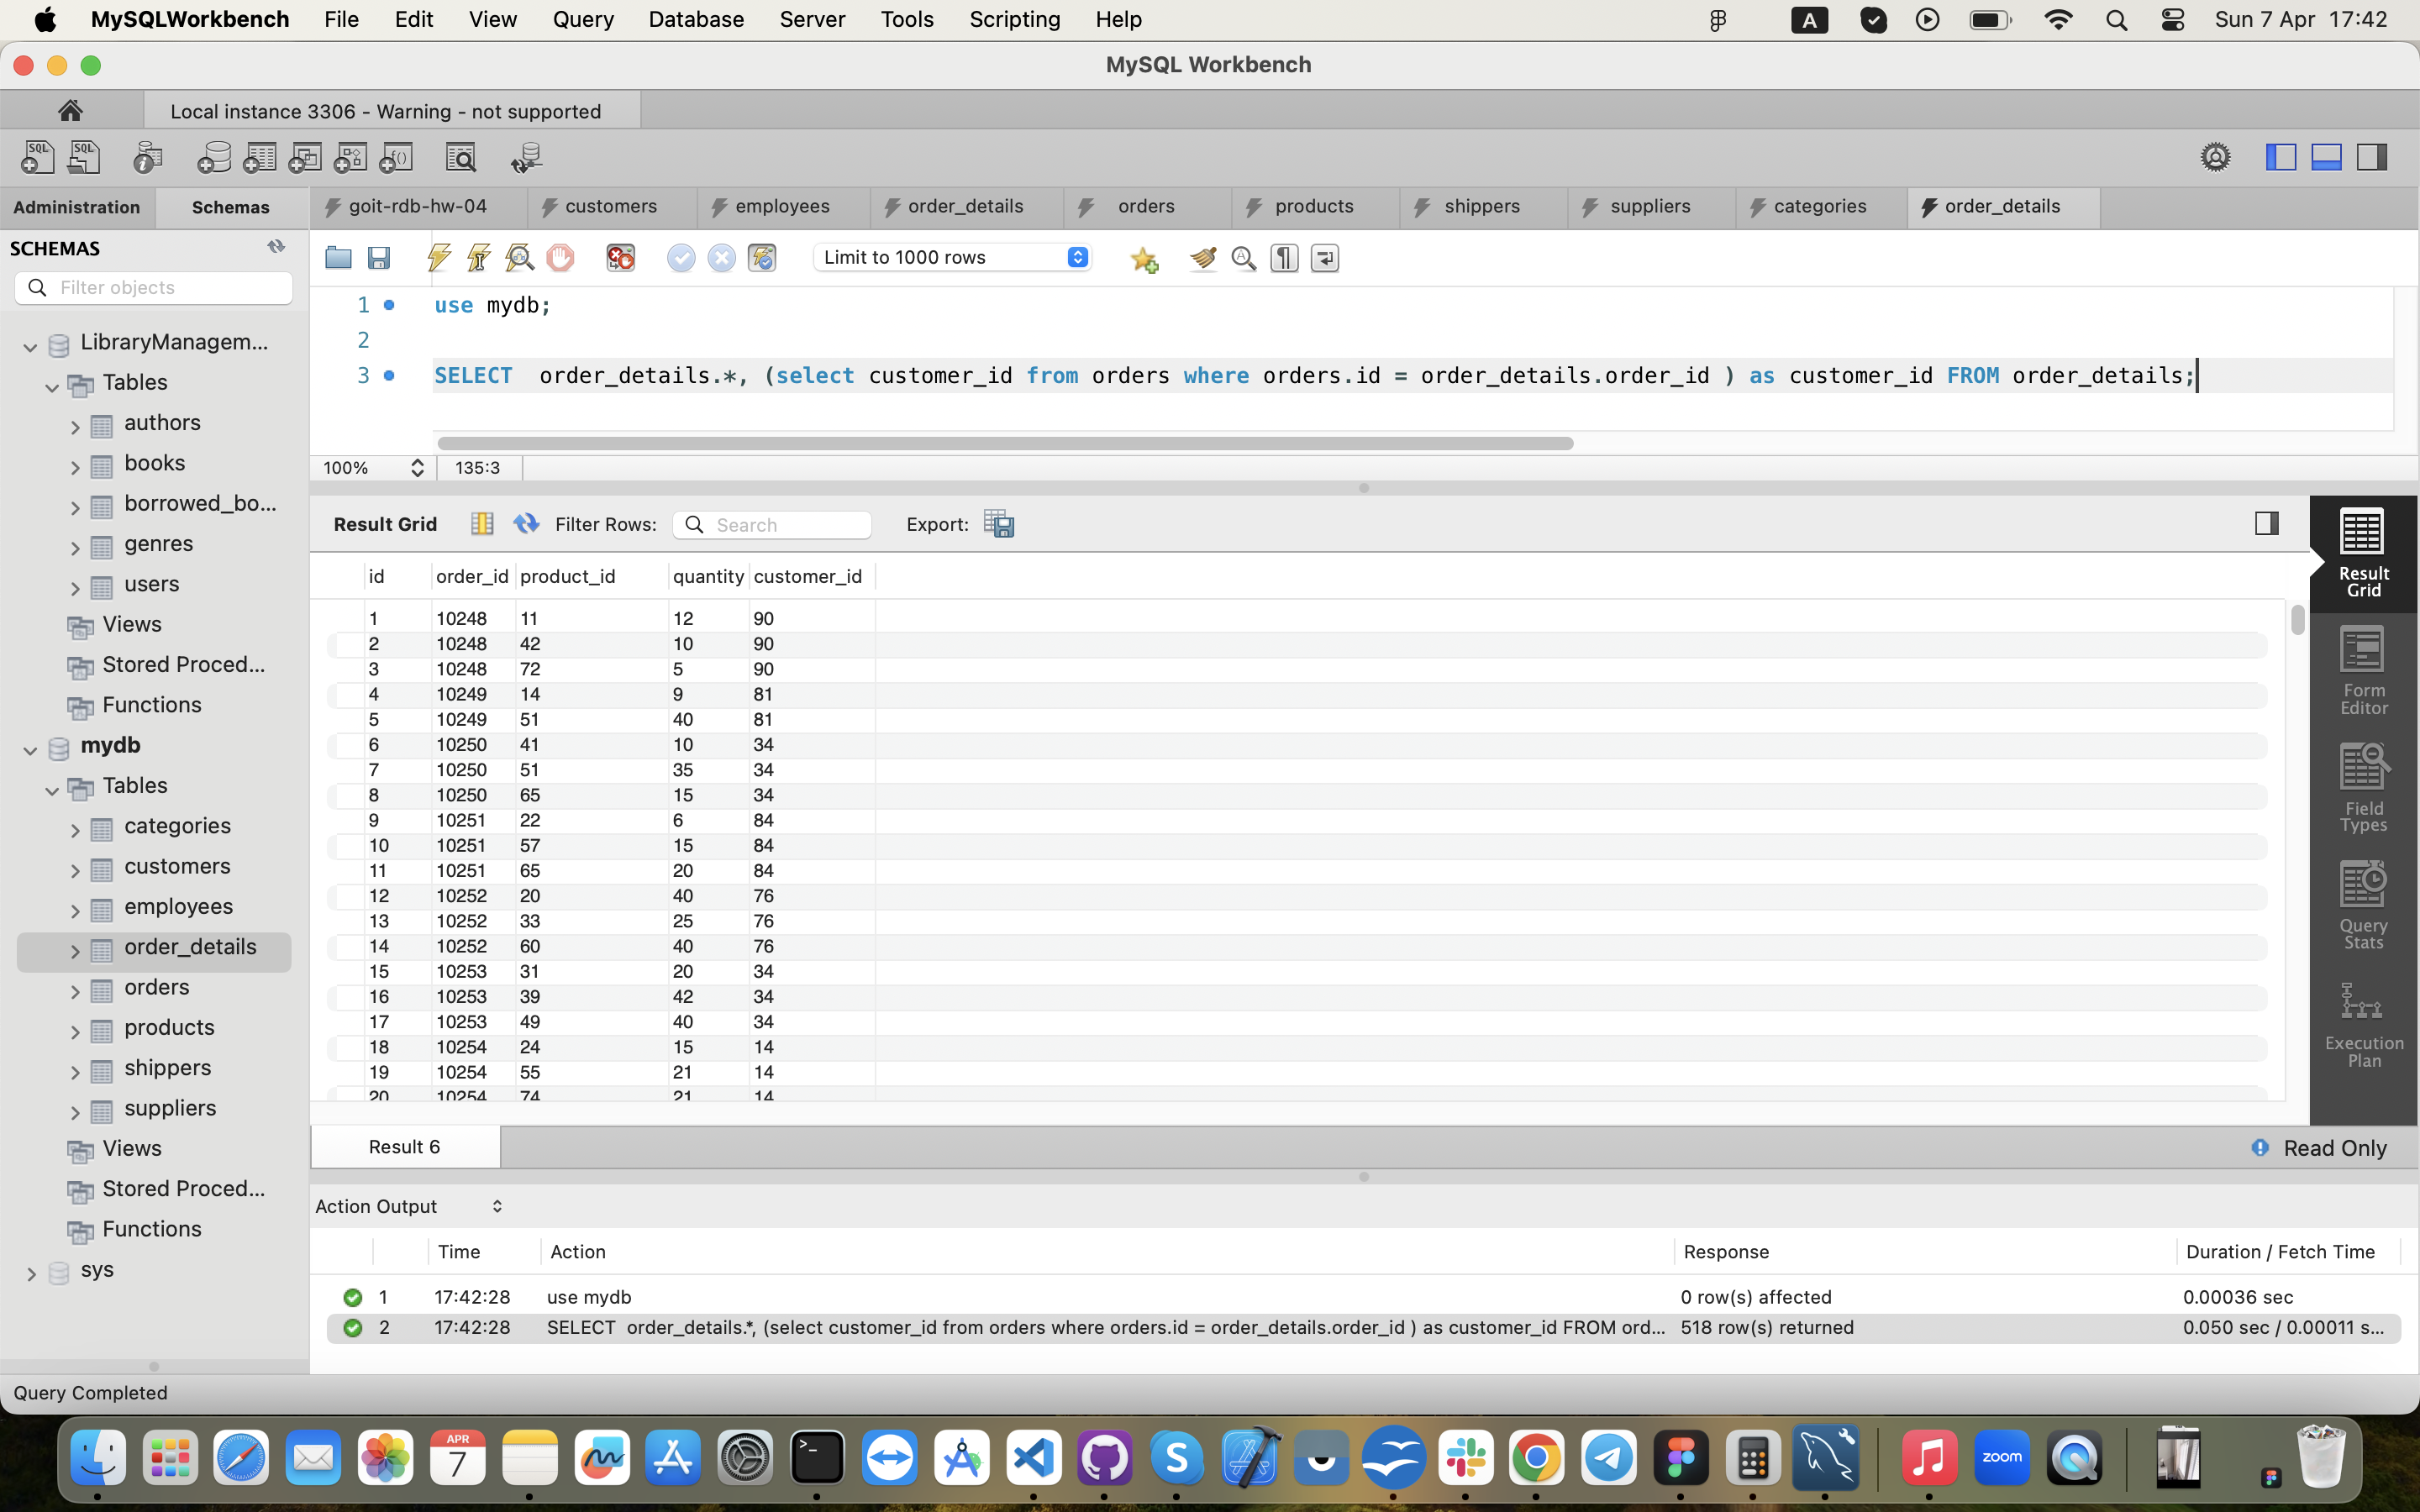 MySQLWorkbench File Edit View Query Database Server Tools Scripting Help A Sun 7 Apr 17:42
MySQL Workbench
Local instance 3306 - Warning - not supported
SQL SQL
Administration Schemas goit-rdb-hw-04 customers employees order_details orders products shippers suppliers categories order_details
SCHEMAS
Limit to 1000 rows
Filter objects
1 use mydb;
2
3 SELECT order_details.*, (select customer_id from orders where orders.id = order_details.order_id ) as customer_id FROM order_details;
100% 135:3
LibraryManagem...
Tables
authors
books
borrowed_bo...
genres
users
Views
Stored Proced...
Functions
mydb
Tables
categories
customers
employees
order_details
orders
products
shippers
suppliers
Views
Stored Proced...
Functions
sys
Result Grid Filter Rows: Search Export:
id order_id product_id quantity customer_id
1 10248 11 12 90
2 10248 42 10 90
3 10248 72 5 90
4 10249 14 9 81
5 10249 51 40 81
6 10250 41 10 34
7 10250 51 35 34
8 10250 65 15 34
9 10251 22 6 84
10 10251 57 15 84
11 10251 65 20 84
12 10252 20 40 76
13 10252 33 25 76
14 10252 60 40 76
15 10253 31 20 34
16 10253 39 42 34
17 10253 49 40 34
18 10254 24 15 14
19 10254 55 21 14
20 10254 74 21 14
Result
Grid
Form
Editor
Field
Types
Query
Stats
Execution
Plan
Result 6 Read Only
Action Output
Time Action Response Duration / Fetch Time
1 17:42:28 use mydb 0 row(s) affected 0.00036 sec
2 17:42:28 SELECT order_details.*, (select customer_id from orders where orders.id = order_details.order_id ) as customer_id FROM ord... 518 row(s) returned 0.050 sec / 0.00011 s...
Query Completed
APR
7
zoom